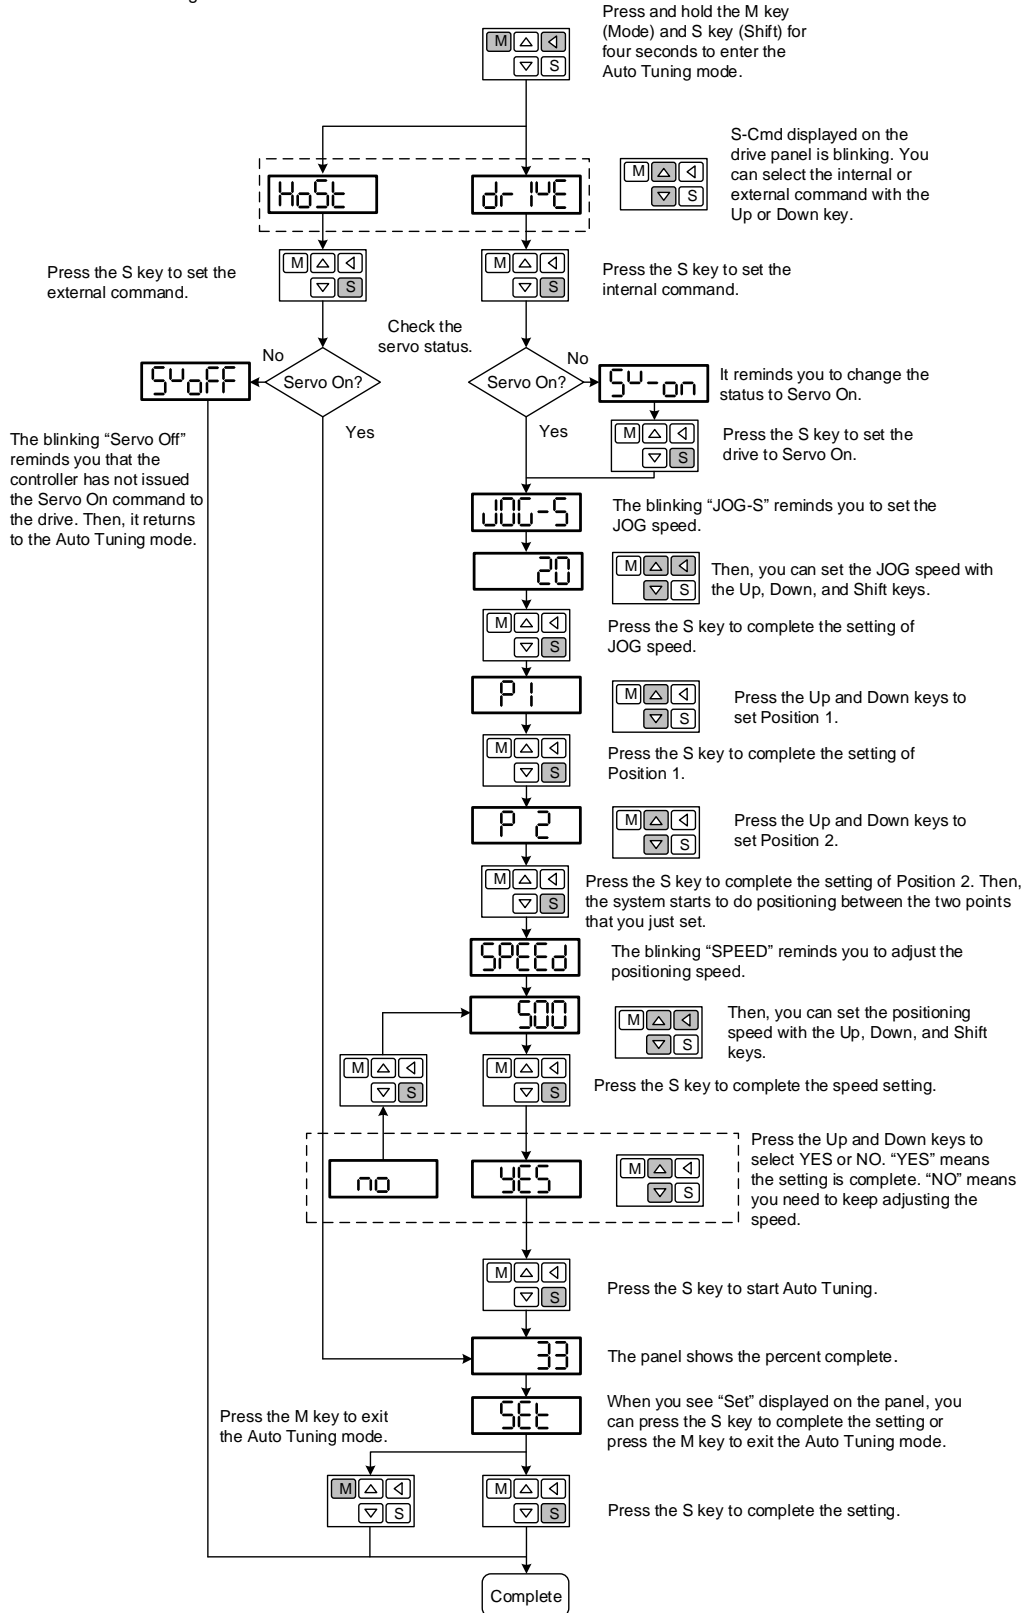 Press and hold the M key
(Mode) and S key (Shift) for
four seconds to enter the
Auto Tuning mode.
M
S
S-Cmd displayed on the
drive panel is blinking. You
can select the internal or
external command with the
Up or Down key.
HoSt
drIvE
M
S
Press the S key to set the
external command.
M
S
M
S
Press the S key to set the
internal command.
Check the
servo status.
No
SvoFF
Servo On?
Yes
Servo On?
No
Sv-on
Yes
It reminds you to change the
status to Servo On.
M
S
Press the S key to set the
drive to Servo On.
The blinking “Servo Off”
reminds you that the
controller has not issued
the Servo On command to
the drive. Then, it returns
to the Auto Tuning mode.
JOG-S
The blinking “JOG-S” reminds you to set the
JOG speed.
20
M
S
Then, you can set the JOG speed with
the Up, Down, and Shift keys.
M
S
Press the S key to complete the setting of
JOG speed.
P1
M
S
Press the Up and Down keys to
set Position 1.
M
S
Press the S key to complete the setting of
Position 1.
P 2
M
S
Press the Up and Down keys to
set Position 2.
M
S
Press the S key to complete the setting of Position 2. Then,
the system starts to do positioning between the two points
that you just set.
SPEEd
The blinking “SPEED” reminds you to adjust the
positioning speed.
500
M
S
Then, you can set the positioning
speed with the Up, Down, and Shift
keys.
M
S
M
S
Press the S key to complete the speed setting.
no
YES
M
S
Press the Up and Down keys to
select YES or NO. “YES” means
the setting is complete. “NO” means
you need to keep adjusting the
speed.
M
S
Press the S key to start Auto Tuning.
33
The panel shows the percent complete.
SEt
When you see “Set” displayed on the panel, you
can press the S key to complete the setting or
press the M key to exit the Auto Tuning mode.
Press the M key to exit
the Auto Tuning mode.
M
S
M
S
Press the S key to complete the setting.
Complete